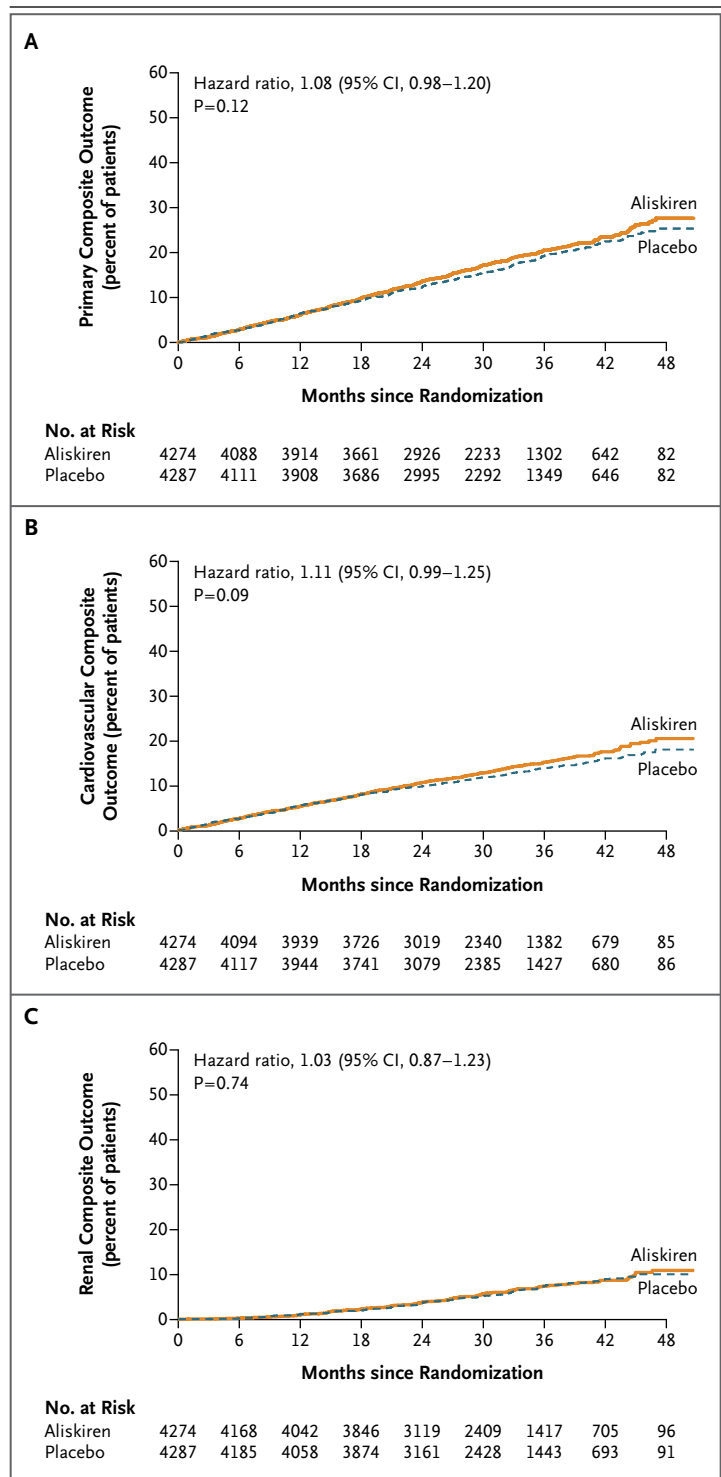 A
Primary Composite Outcome
(percent of patients)
60
50
40
30
20
10
0
Hazard ratio, 1.08 (95% CI, 0.98–1.20)
P=0.12
Aliskiren
Placebo
0 6 12 18 24 30 36 42 48
Months since Randomization
No. at Risk
Aliskiren 4274 4088 3914 3661 2926 2233 1302 642 82
Placebo 4287 4111 3908 3686 2995 2292 1349 646 82
B
Cardiovascular Composite
Outcome (percent of patients)
60
50
40
30
20
10
0
Hazard ratio, 1.11 (95% CI, 0.99–1.25)
P=0.09
Aliskiren
Placebo
0 6 12 18 24 30 36 42 48
Months since Randomization
No. at Risk
Aliskiren 4274 4094 3939 3726 3019 2340 1382 679 85
Placebo 4287 4117 3944 3741 3079 2385 1427 680 86
C
Renal Composite Outcome
(percent of patients)
60
50
40
30
20
10
0
Hazard ratio, 1.03 (95% CI, 0.87–1.23)
P=0.74
Aliskiren
Placebo
0 6 12 18 24 30 36 42 48
Months since Randomization
No. at Risk
Aliskiren 4274 4168 4042 3846 3119 2409 1417 705 96
Placebo 4287 4185 4058 3874 3161 2428 1443 693 91